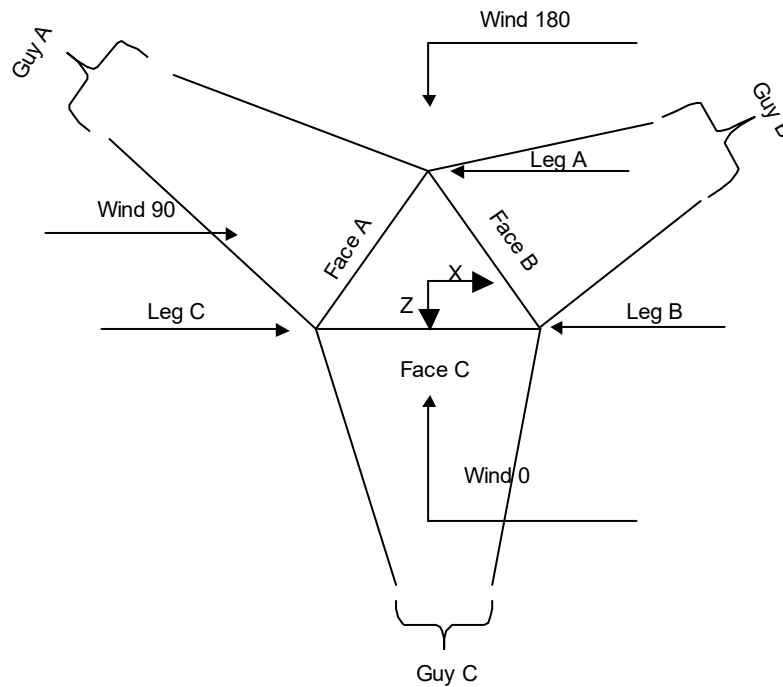 Wind 180
Guy A
Guy
Leg A
Wind 90
Face A
Face B
X
Z
Leg C
Leg B
Face C
Wind 0
Guy C